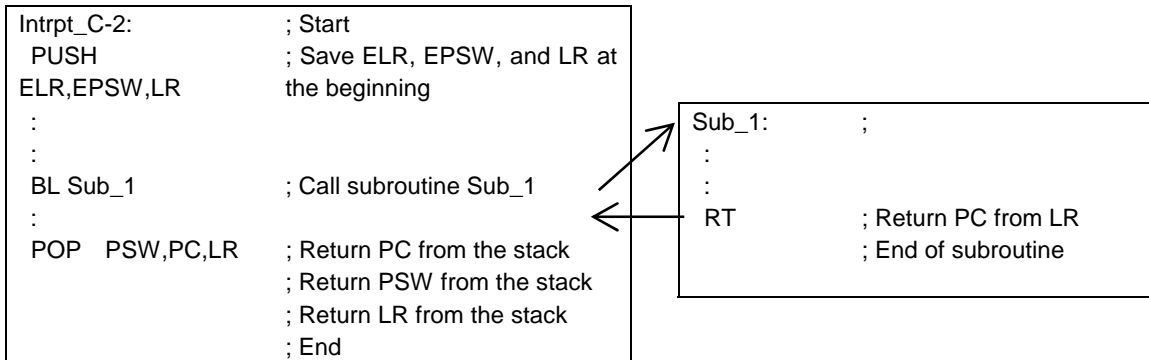 Intrpt_C-2: ; Start
PUSH ; Save ELR, EPSW, and LR at
ELR,EPSW,LR the beginning
:
:
BL Sub_1 ; Call subroutine Sub_1
:
POP PSW,PC,LR ; Return PC from the stack
; Return PSW from the stack
; Return LR from the stack
; End
Sub_1: ;
:
:
RT ; Return PC from LR
; End of subroutine